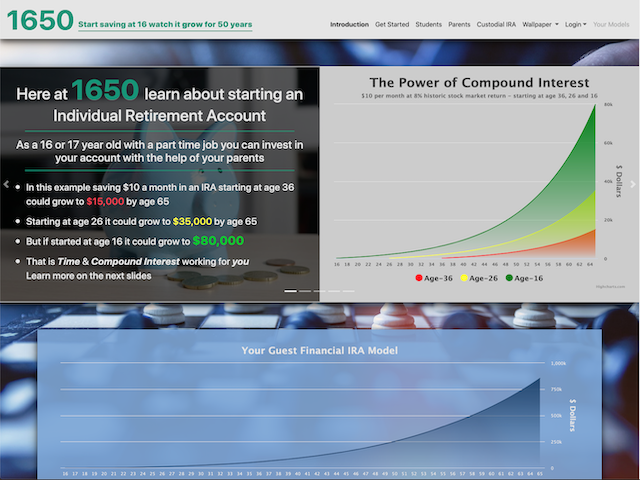 1650 Start saving at 16 watch it grow for 50 years
Introduction Get Started Students Parents Custodial IRA Wallpaper Login Your Models
Here at 1650 learn about starting an
Individual Retirement Account
As a 16 or 17 year old with a part time job you can invest in
your account with the help of your parents
In this example saving $10 a month in an IRA starting at age 36
could grow to $15,000 by age 65
Starting at age 26 it could grow to $35,000 by age 65
But if started at age 16 it could grow to $80,000
That is Time & Compound Interest working for you
Learn more on the next slides
The Power of Compound Interest
$10 per month at 8% historic stock market return - starting at age 36, 26 and 16
80k
60k
40k
20k
0
$ Dollars
16 18 20 22 24 26 28 30 32 34 36 38 40 42 44 46 48 50 52 54 56 58 60 62 64
Age-36 Age-26 Age-16
Highcharts.com
Your Guest Financial IRA Model
1,000k
750k
500k
250k
0
$ Dollars
16 17 18 19 20 21 22 23 24 25 26 27 28 29 30 31 32 33 34 35 36 37 38 39 40 41 42 43 44 45 46 47 48 49 50 51 52 53 54 55 56 57 58 59 60 61 62 63 64 65